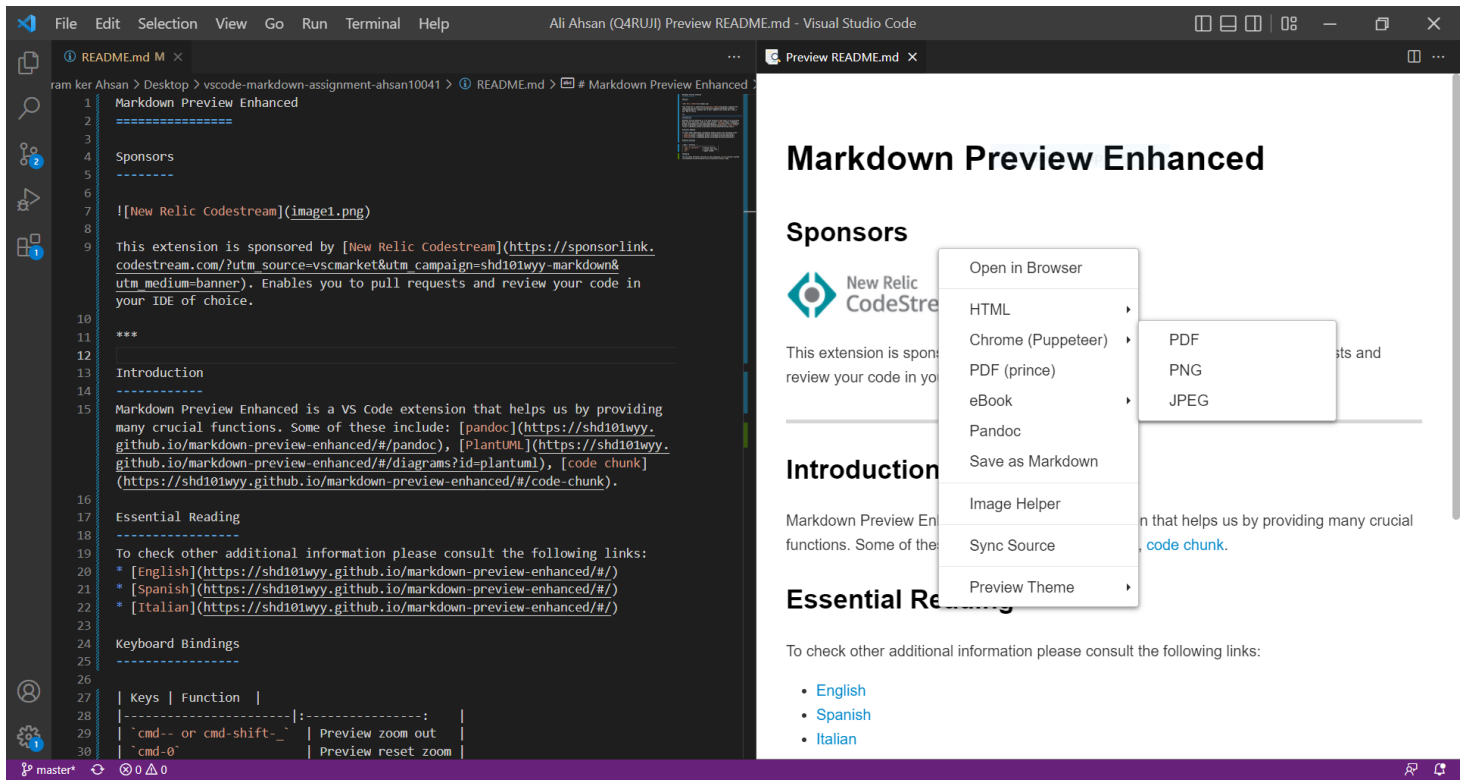 File Edit Selection View Go Run Terminal Help
Ali Ahsan (Q4RUJI) Preview README.md - Visual Studio Code
README.md M
ram ker Ahsan > Desktop > vscode-markdown-assignment-ahsan10041 > README.md > # Markdown Preview Enhanced >
1 Markdown Preview Enhanced
2 ================
3
4 Sponsors
5 --------
6
7 ![New Relic Codestream](image1.png)
8
9 This extension is sponsored by [New Relic Codestream](https://sponsorlink.
codestream.com/?utm_source=vscmarket&utm_campaign=shd101wyy-markdown&
utm_medium=banner). Enables you to pull requests and review your code in
your IDE of choice.
10
11 ***
12
13 Introduction
14 ------------
15 Markdown Preview Enhanced is a VS Code extension that helps us by providing
many crucial functions. Some of these include: [pandoc](https://shd101wyy.
github.io/markdown-preview-enhanced/#/pandoc), [PlantUML](https://shd101wyy.
github.io/markdown-preview-enhanced/#/diagrams?id=plantuml), [code chunk]
(https://shd101wyy.github.io/markdown-preview-enhanced/#/code-chunk).
16
17 Essential Reading
18 -----------------
19 To check other additional information please consult the following links:
20 * [English](https://shd101wyy.github.io/markdown-preview-enhanced/#/)
21 * [Spanish](https://shd101wyy.github.io/markdown-preview-enhanced/#/)
22 * [Italian](https://shd101wyy.github.io/markdown-preview-enhanced/#/)
23
24 Keyboard Bindings
25 -----------------
26
27 | Keys | Function |
28 |-----------------------|:----------------: |
29 | `cmd-- or cmd-shift-_` | Preview zoom out |
30 | `cmd-0` | Preview reset zoom |
2
1
1
master* 0 0
Preview README.md
Markdown Preview Enhanced
Sponsors
New Relic
CodeStre
This extension is spons
sts and
review your code in you
Introduction
Markdown Preview En
n that helps us by providing many crucial
functions. Some of the
, code chunk.
Essential Reading
To check other additional information please consult the following links:
• English
• Spanish
• Italian
Open in Browser
HTML
Chrome (Puppeteer)
PDF (prince)
eBook
Pandoc
Save as Markdown
Image Helper
Sync Source
Preview Theme
PDF
PNG
JPEG